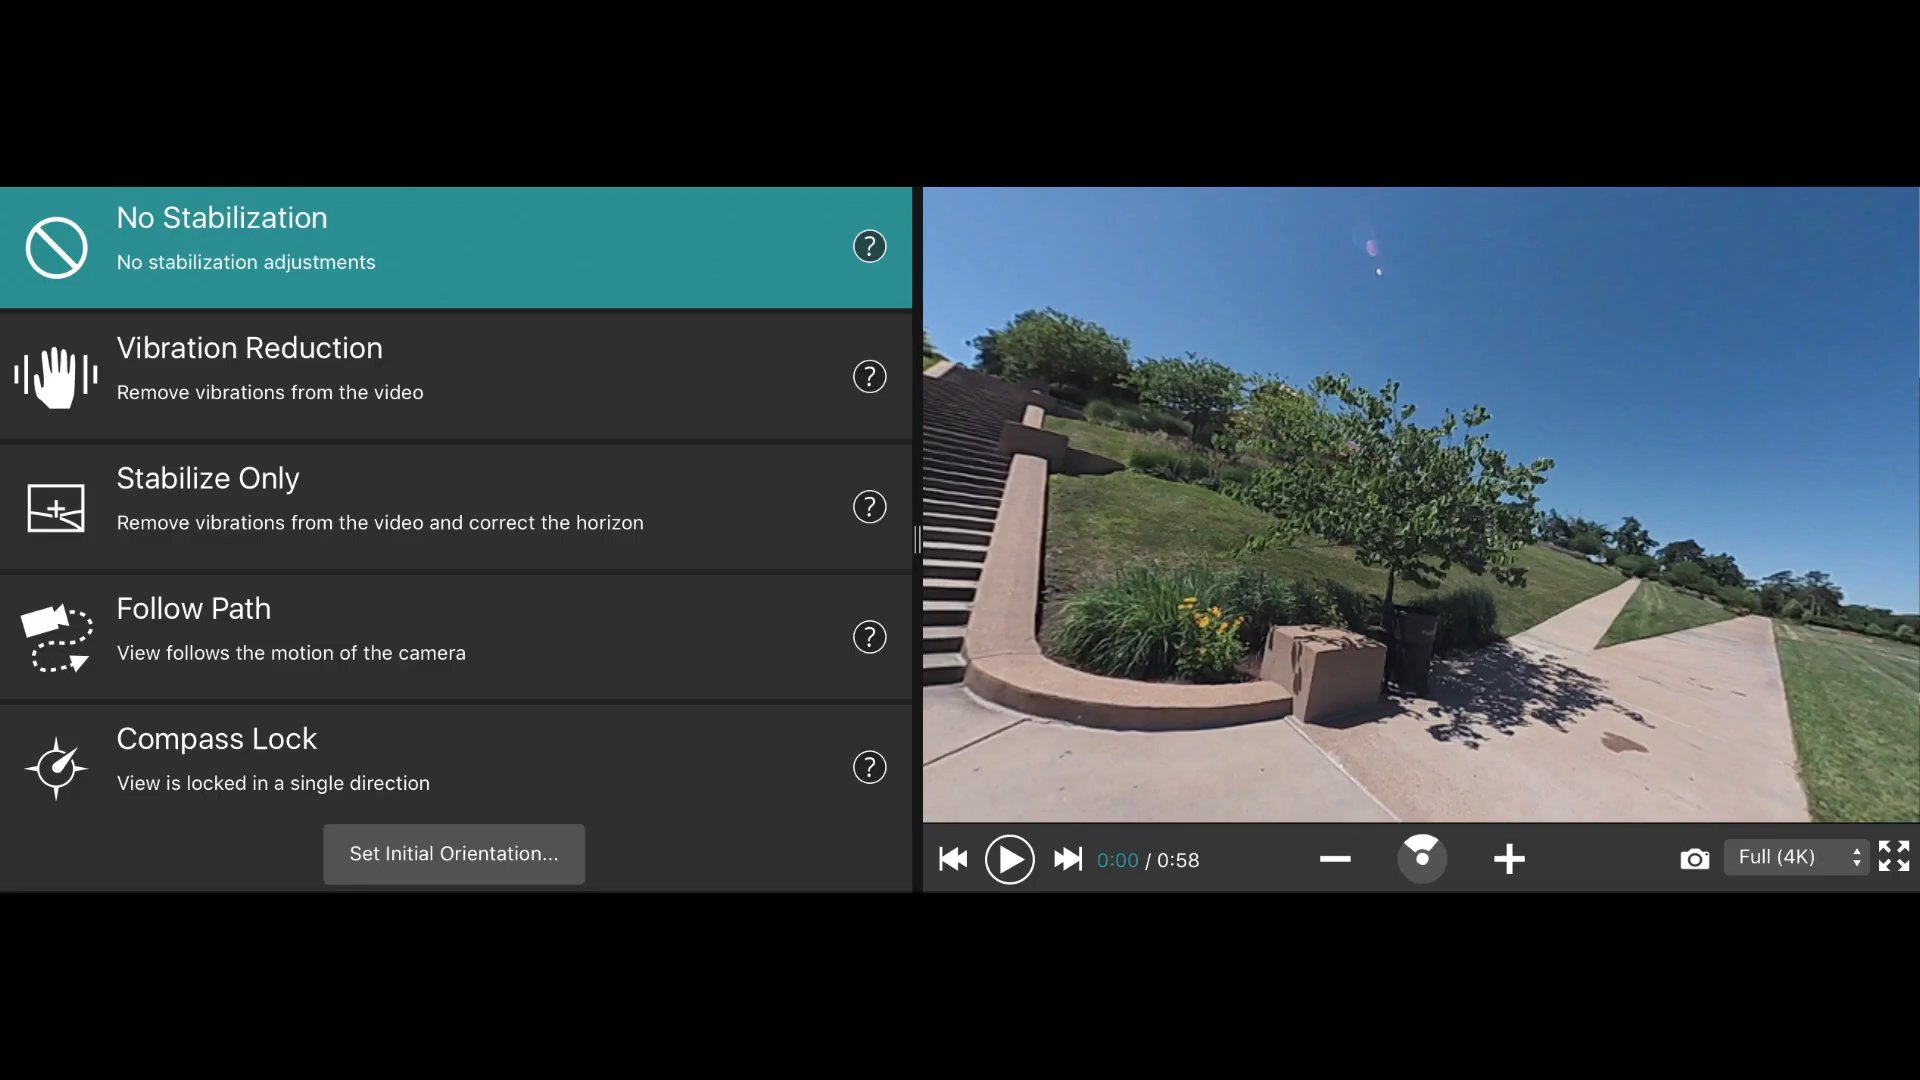 No Stabilization
No stabilization adjustments
?
Vibration Reduction
Remove vibrations from the video
?
Stabilize Only
Remove vibrations from the video and correct the horizon
?
Follow Path
View follows the motion of the camera
?
Compass Lock
View is locked in a single direction
?
Set Initial Orientation...
0:00 / 0:58
Full (4K)